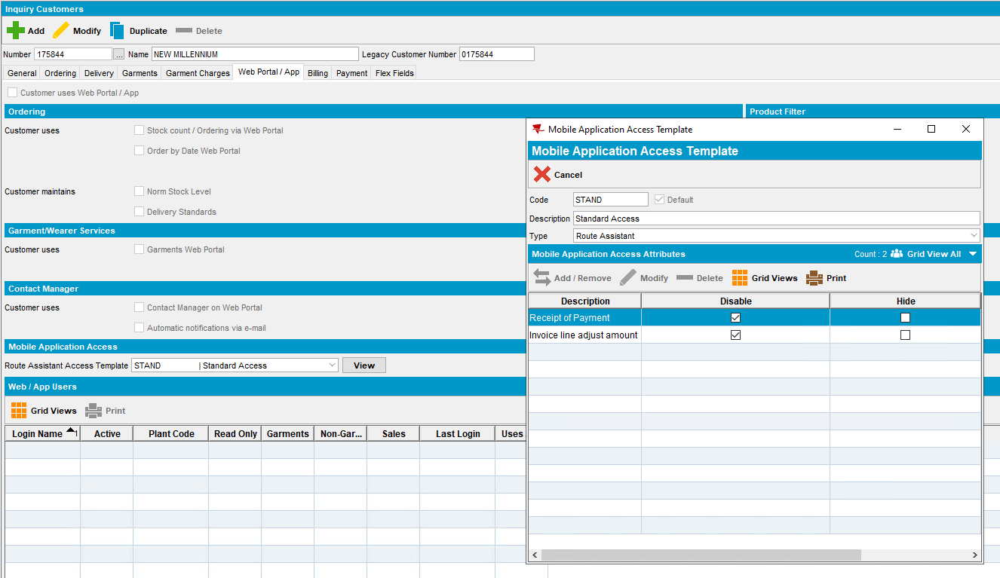 Inquiry Customers
Add Modify Duplicate Delete
Number 175844 ... Name NEW MILLENNIUM Legacy Customer Number 0175844
General Ordering Delivery Garments Garment Charges Web Portal / App Billing Payment Flex Fields
Customer uses Web Portal / App
Ordering
Product Filter
Customer uses Stock count / Ordering via Web Portal
Order by Date Web Portal
Customer maintains Norm Stock Level
Delivery Standards
Garment/Wearer Services
Customer uses Garments Web Portal
Contact Manager
Customer uses Contact Manager on Web Portal
Automatic notifications via e-mail
Mobile Application Access
Route Assistant Access Template STAND | Standard Access View
Web / App Users
Grid Views Print
Login Name 1 Active Plant Code Read Only Garments Non-Gar... Sales Last Login Uses
Mobile Application Access Template
Mobile Application Access Template
Cancel
Code STAND Default
Description Standard Access
Type Route Assistant
Mobile Application Access Attributes Count : 2 Grid View All
Add / Remove Modify Delete Grid Views Print
Description Disable Hide
Receipt of Payment
Invoice line adjust amount